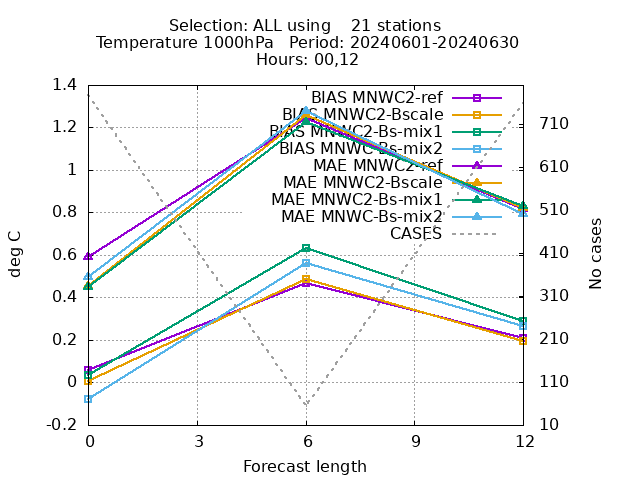 Selection: ALL using    21 stations
Temperature 1000hPa   Period: 20240601-20240630
Hours: 00,12
1.4
1.2
1
0.8
0.6
0.4
0.2
0
-0.2
deg C
BIAS MNWC2-ref
BIAS MNWC2-Bscale
BIAS MNWC2-Bs-mix1
BIAS MNWC-Bs-mix2
MAE MNWC2-ref
MAE MNWC2-Bscale
MAE MNWC2-Bs-mix1
MAE MNWC-Bs-mix2
CASES
710
610
510
410
310
210
110
10
No cases
0
3
6
9
12
Forecast length